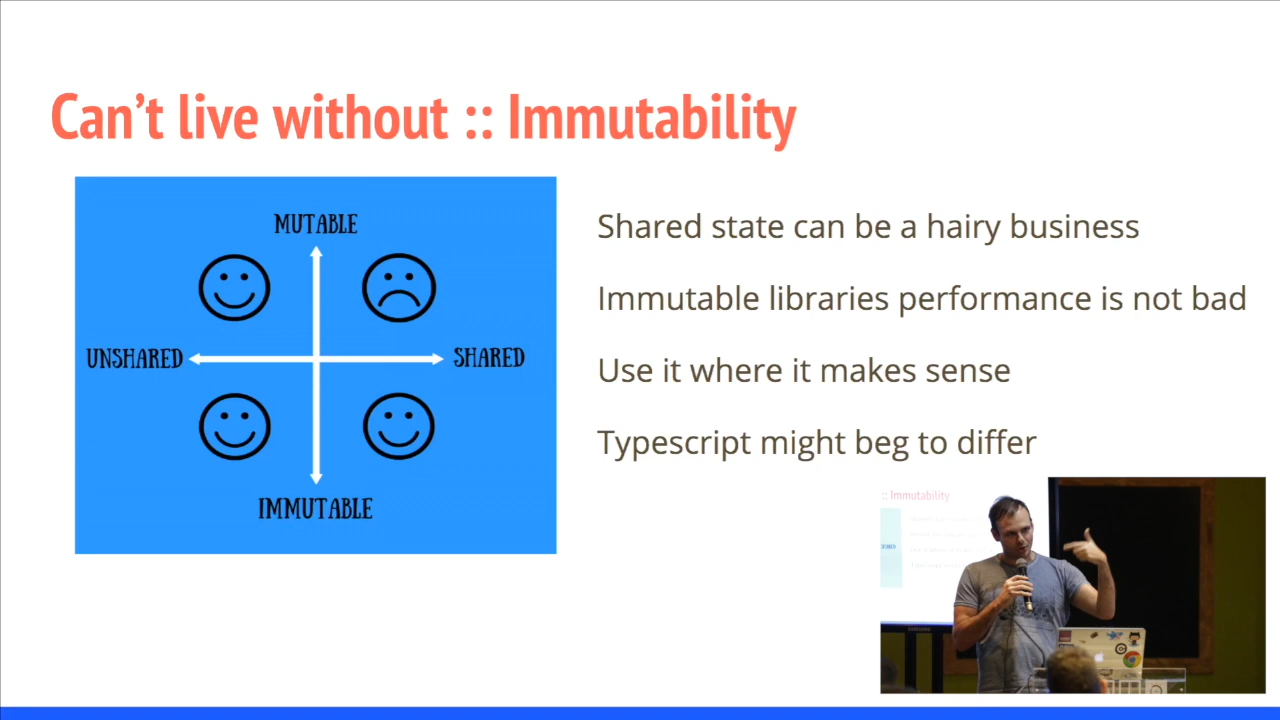 Can’t live without :: Immutability
MUTABLE
UNSHARED
SHARED
IMMUTABLE
Shared state can be a hairy business
Immutable libraries performance is not bad
Use it where it makes sense
Typescript might beg to differ
:: Immutability
SAMSUNG